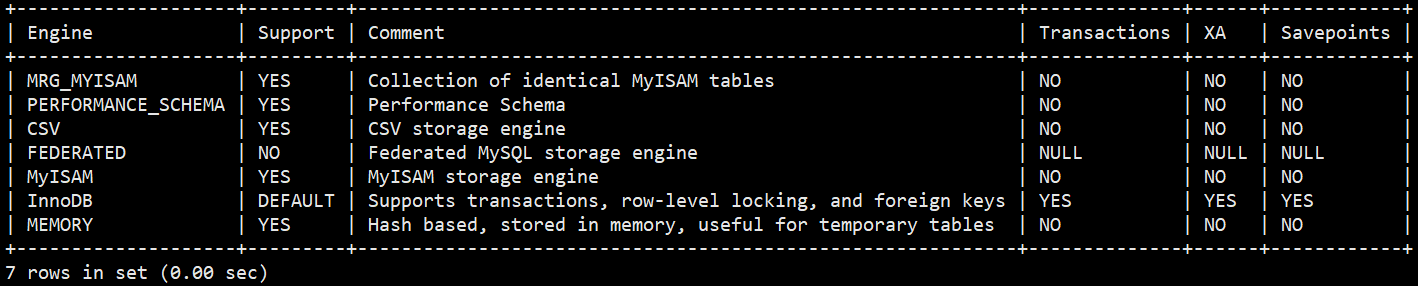 +--------------------+---------+------------------------------------------------------------+--------------+------+------------+
| Engine             | Support | Comment                                                    | Transactions | XA   | Savepoints |
+--------------------+---------+------------------------------------------------------------+--------------+------+------------+
| MRG_MYISAM         | YES     | Collection of identical MyISAM tables                      | NO           | NO   | NO         |
| PERFORMANCE_SCHEMA | YES     | Performance Schema                                         | NO           | NO   | NO         |
| CSV                | YES     | CSV storage engine                                         | NO           | NO   | NO         |
| FEDERATED          | NO      | Federated MySQL storage engine                             | NULL         | NULL | NULL       |
| MyISAM             | YES     | MyISAM storage engine                                      | NO           | NO   | NO         |
| InnoDB             | DEFAULT | Supports transactions, row-level locking, and foreign keys | YES          | YES  | YES        |
| MEMORY             | YES     | Hash based, stored in memory, useful for temporary tables  | NO           | NO   | NO         |
+--------------------+---------+------------------------------------------------------------+--------------+------+------------+
7 rows in set (0.00 sec)